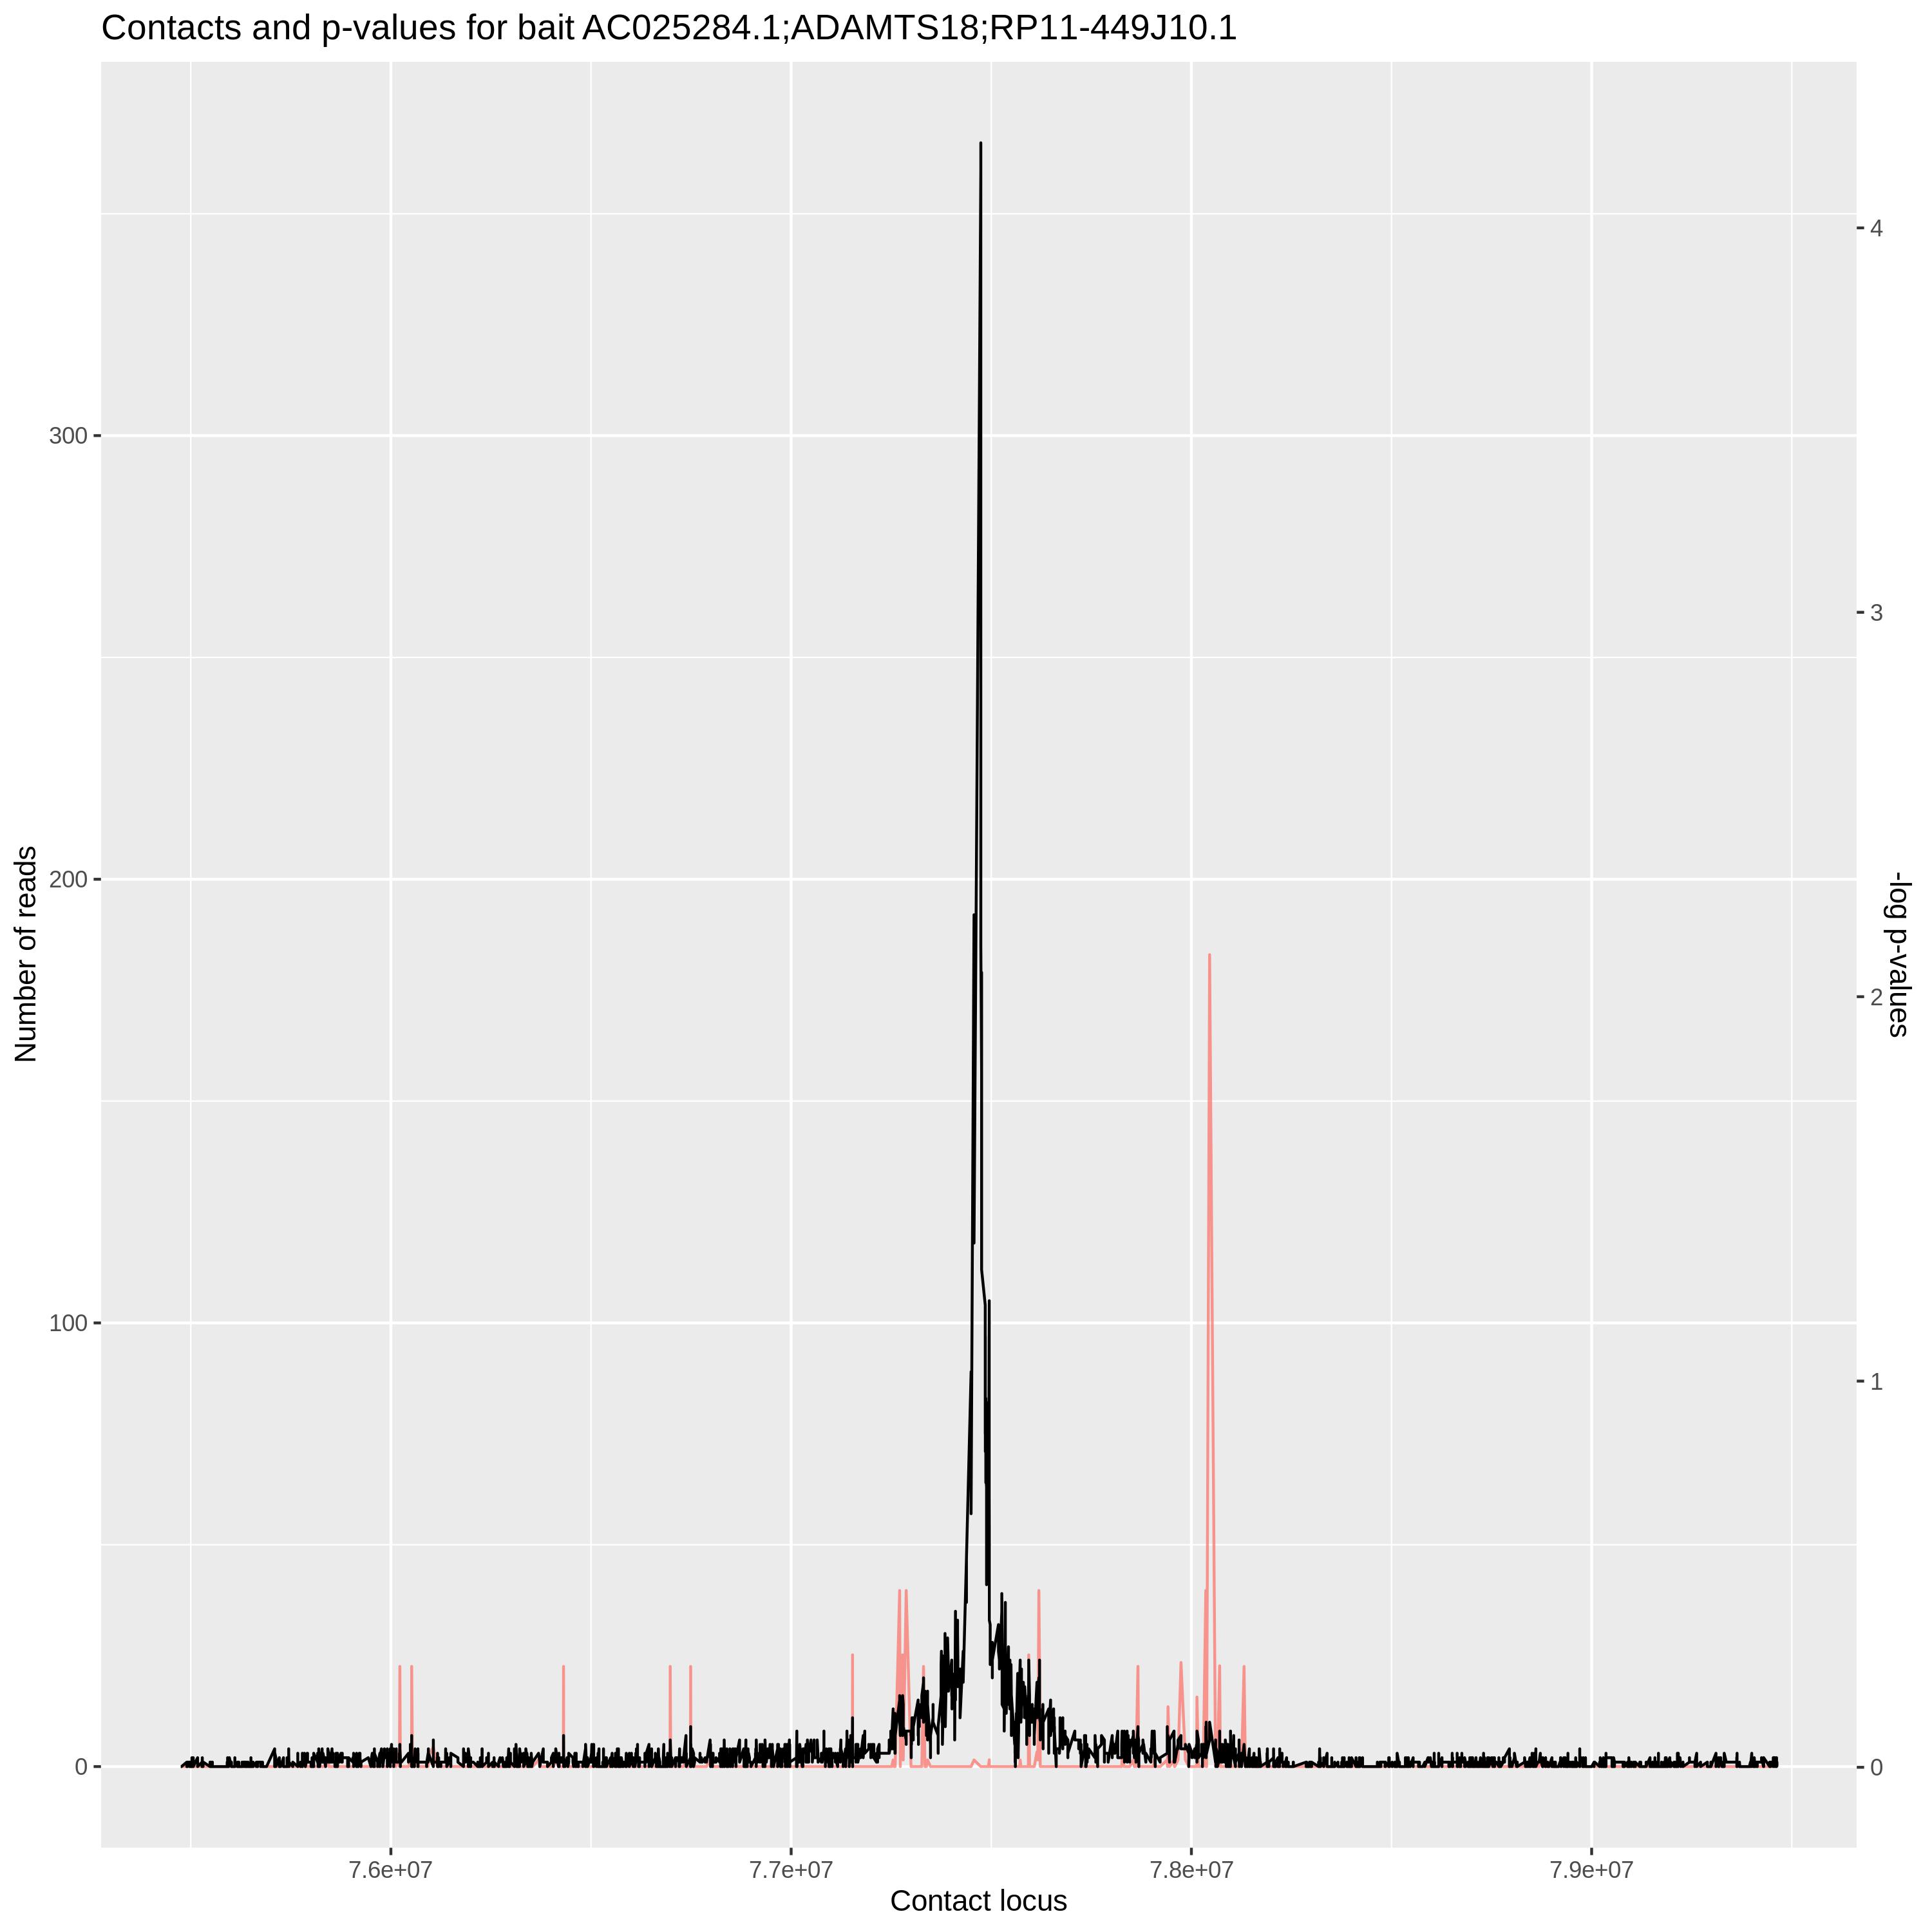 Contacts and p-values for bait AC025284.1;ADAMTS18;RP11-449J10.1
Number of reads
300
200
100
0
4
3
2
1
0
-log p-values
7.6e+07
7.7e+07
7.8e+07
7.9e+07
Contact locus